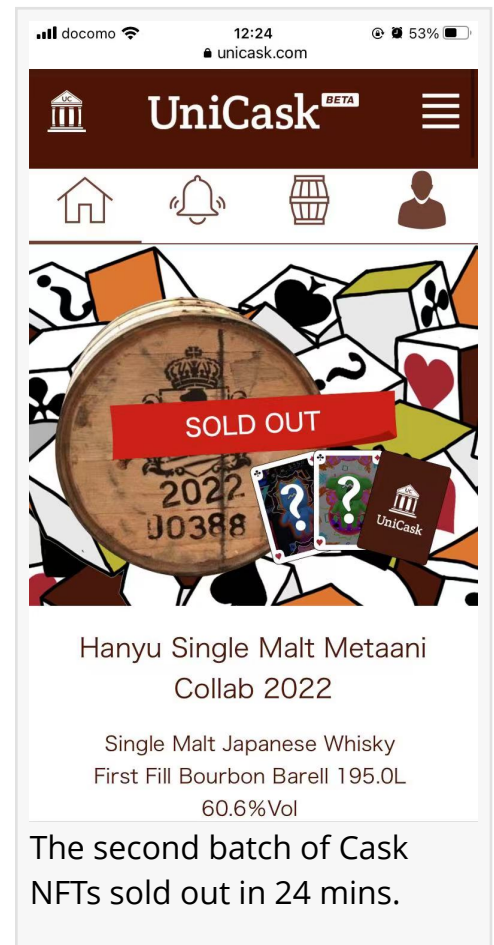 docomo 12:24 53%
unicask.com
UC
UniCask BETA
SOLD OUT
2022
J0388
? ?
UC
UniCask
Hanyu Single Malt Metaani
Collab 2022
Single Malt Japanese Whisky
First Fill Bourbon Barell 195.0L
60.6%Vol
The second batch of Cask
NFTs sold out in 24 mins.